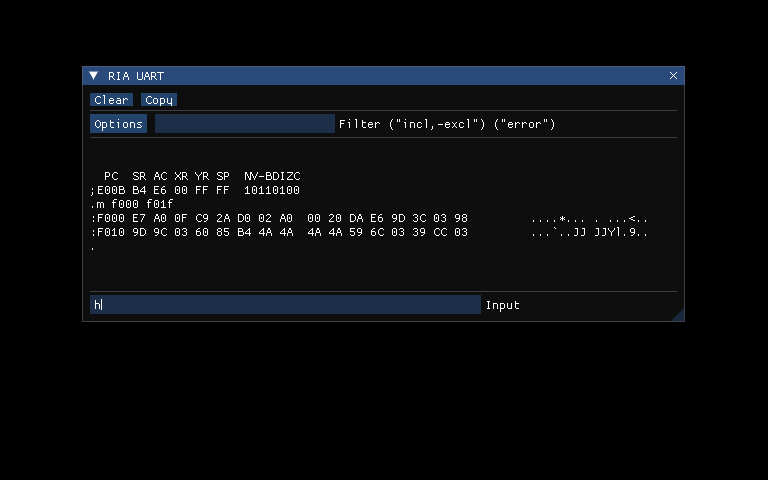 ▼ RIA UART ×
Clear Copy
Options Filter ("incl,-excl") ("error")
PC SR AC XR YR SP NV-BDIZC
;E00B B4 E6 00 FF FF 10110100
.m f000 f01f
:F000 E7 A0 0F C9 2A D0 02 A0 00 20 DA E6 9D 3C 03 98 ....*... . ...<..
:F010 9D 9C 03 60 85 B4 4A 4A 4A 4A 59 6C 03 39 CC 03 ...`..JJ JJYl.9..
.
h Input